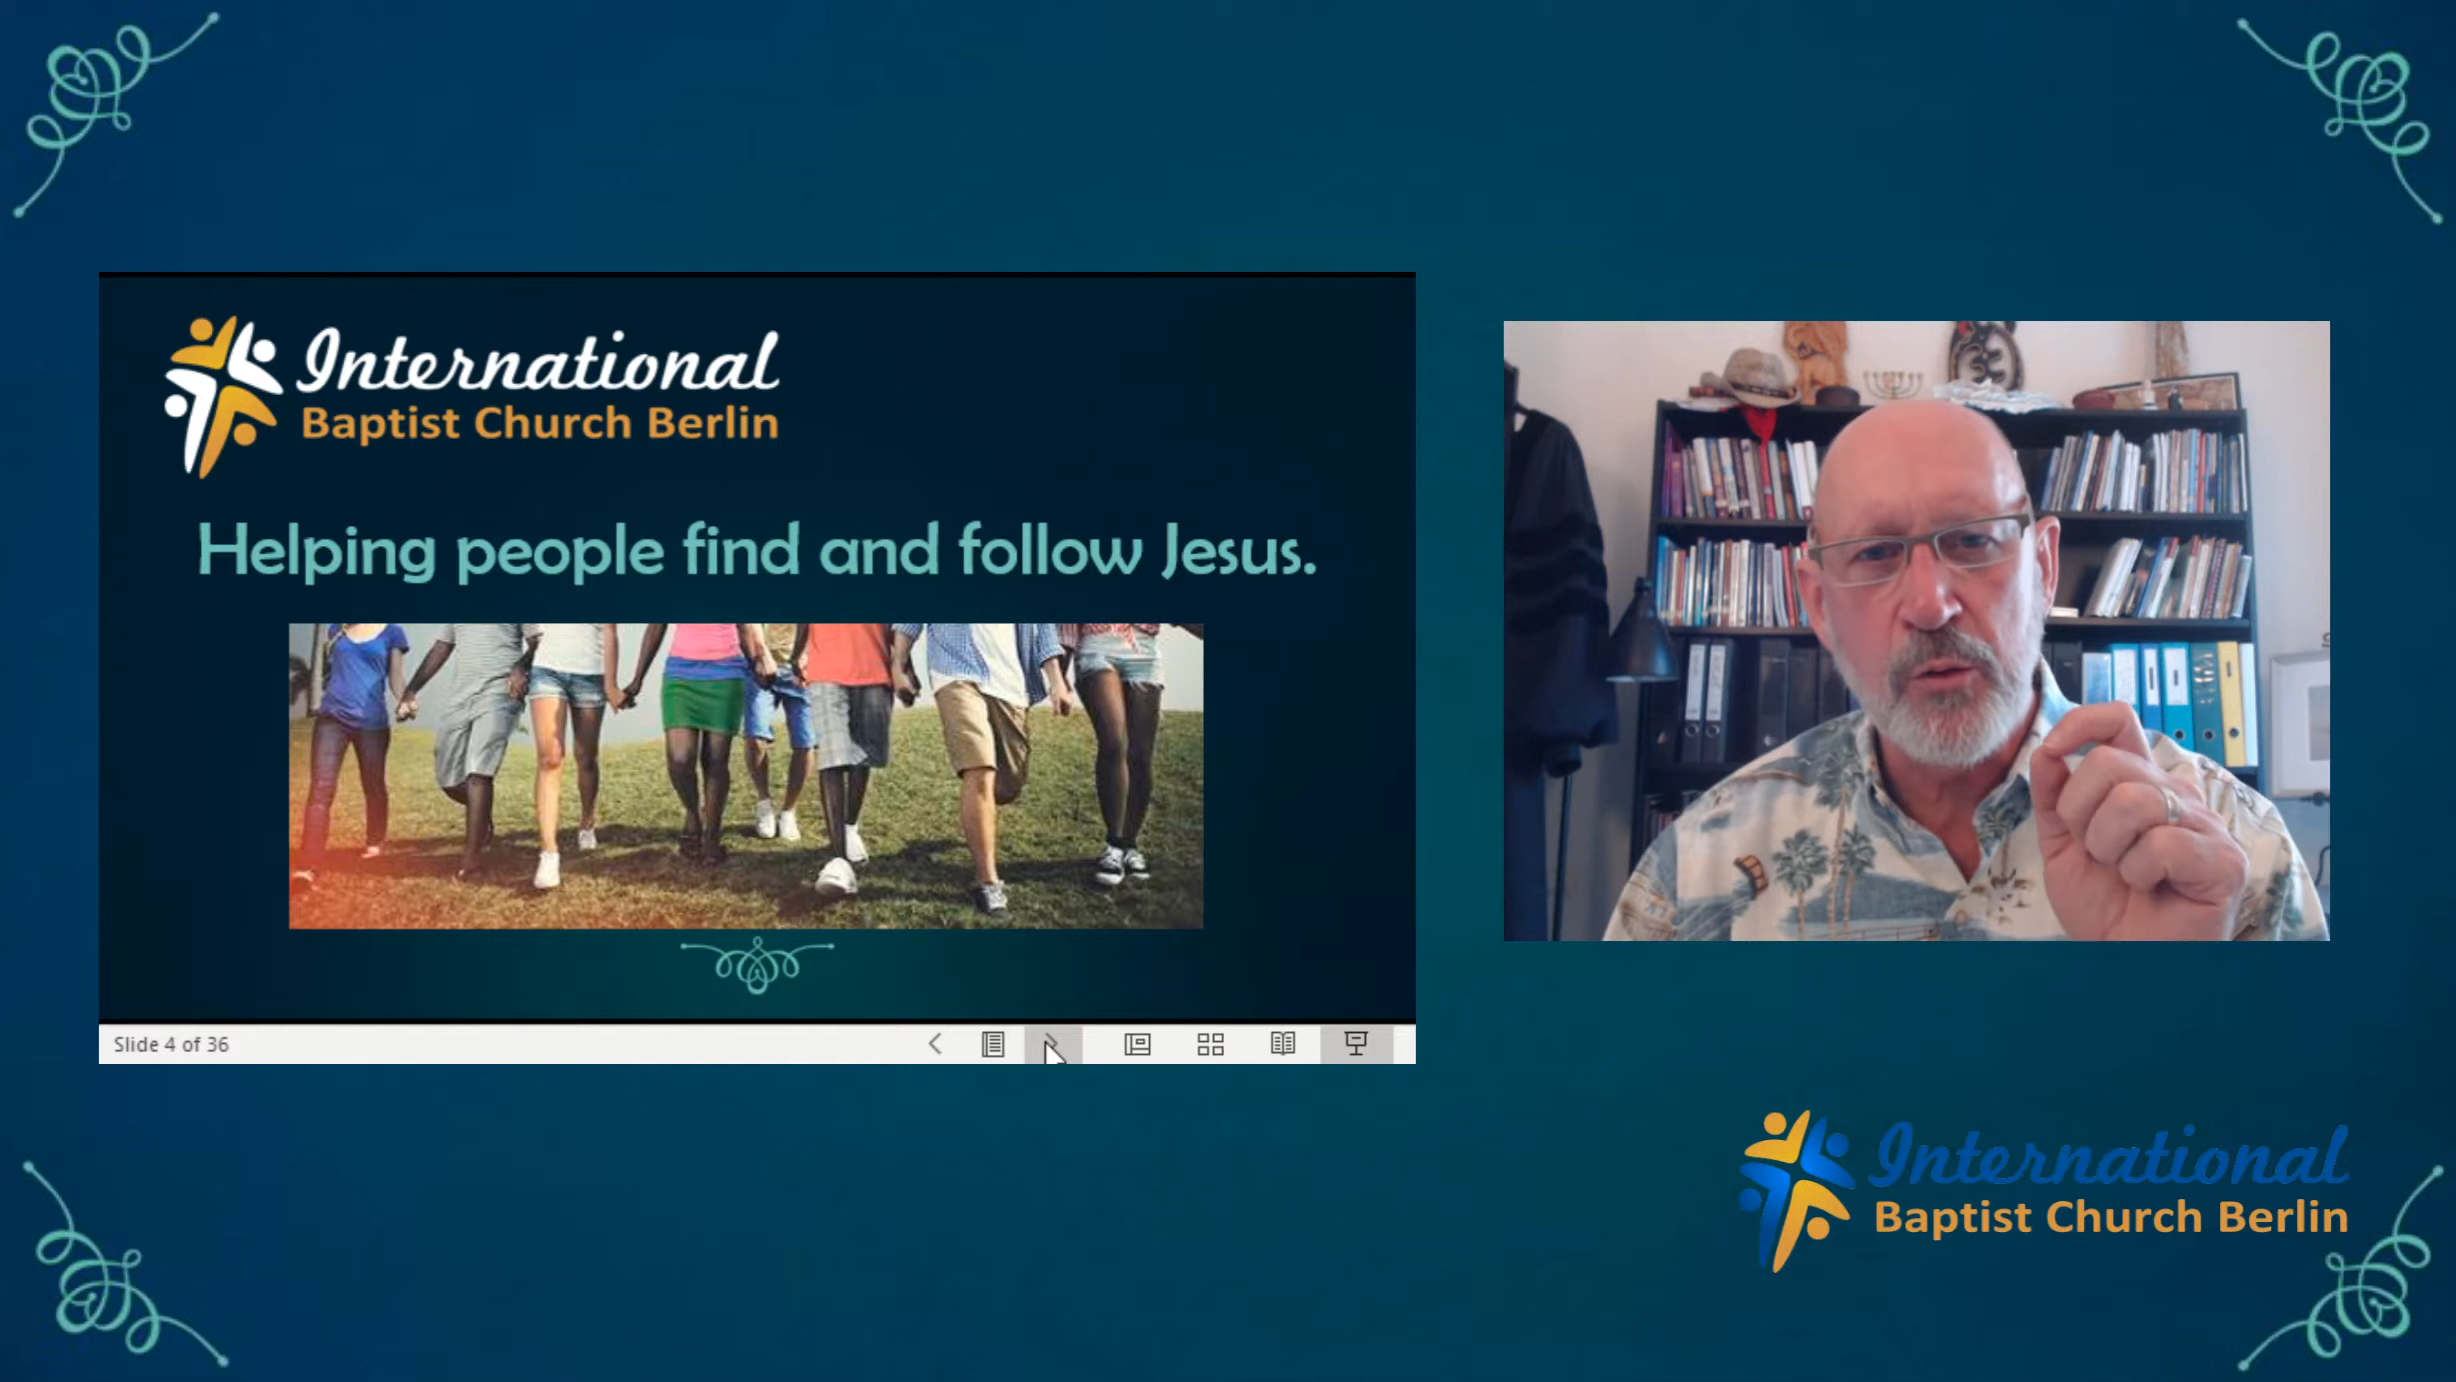 International
Baptist Church Berlin
Helping people find and follow Jesus.
Slide 4 of 36
International
Baptist Church Berlin